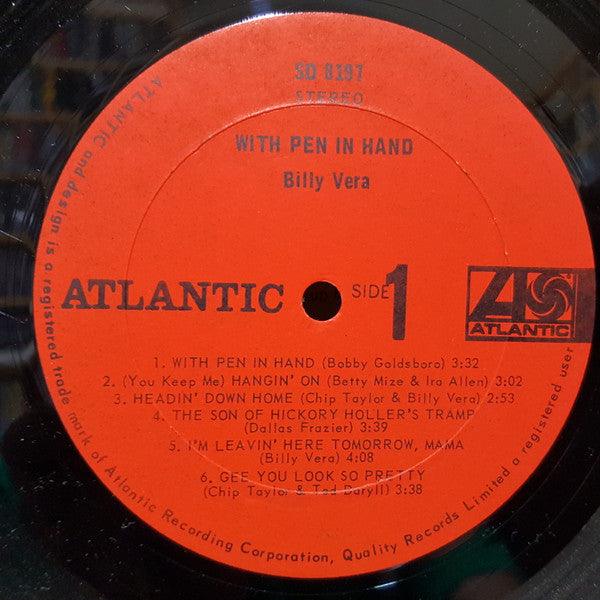 SD 8197
STEREO
WITH PEN IN HAND
Billy Vera
ATLANTIC
SIDE 1
ATLANTIC
1. WITH PEN IN HAND (Bobby Goldsboro) 3:32
2. (You Keep Me) HANGIN' ON (Betty Mize & Ira Allen) 3:02
3. HEADIN' DOWN HOME (Chip Taylor & Billy Vera) 2:53
4. THE SON OF HICKORY HOLLER'S TRAMP
(Dallas Frazier) 3:39
5. I'M LEAVIN' HERE TOMORROW, MAMA
(Billy Vera) 4:08
6. GEE YOU LOOK SO PRETTY
(Chip Taylor & Ted Daryll) 3:38
ATLANTIC and design is a registered trade mark of Atlantic Recording Corporation, Quality Records Limited a registered user